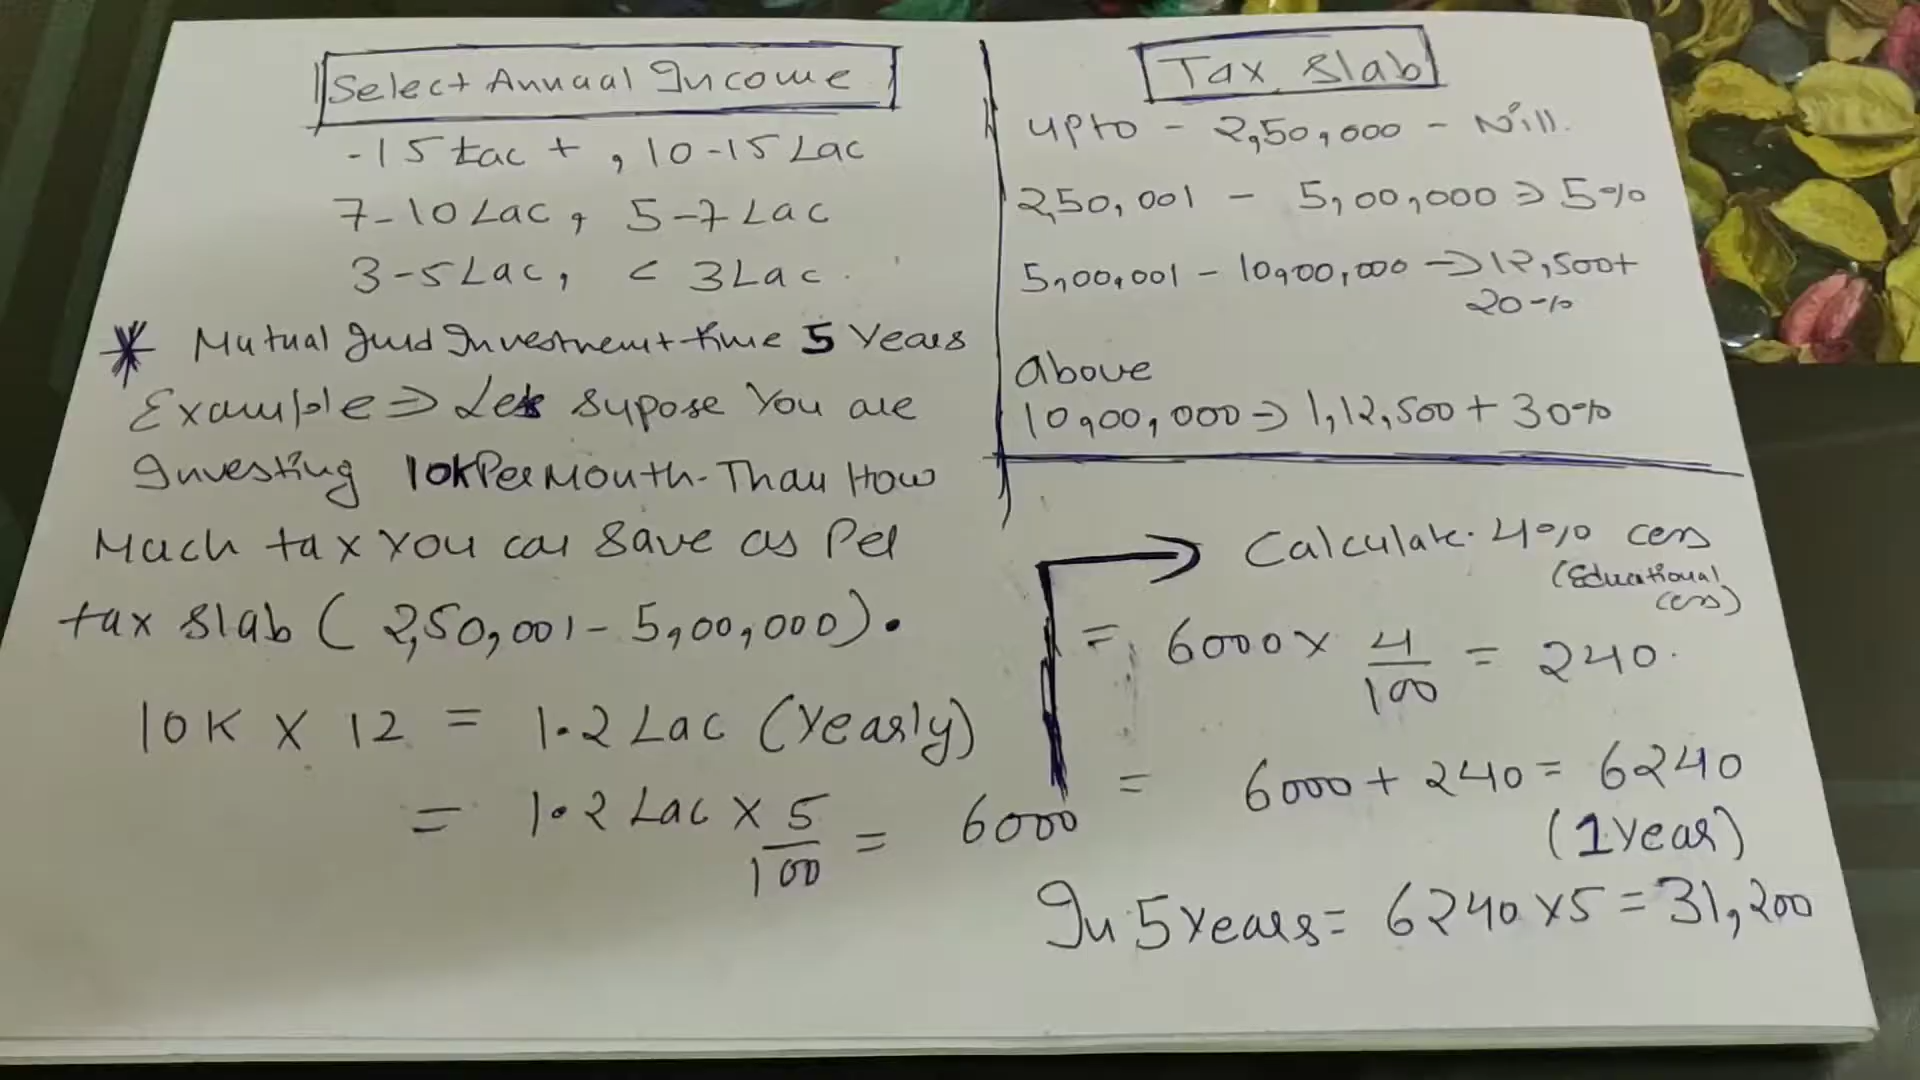 Select Annual Income
-15 Lac + , 10-15 Lac
7-10 Lac, 5-7 Lac
3-5 Lac, < 3 Lac.
* Mutual fund Investment time 5 Years
Example ⇒ Lets Supose You are
Investing 10k Per Month. Than How
Much tax you can Save as Per
tax slab ( 2,50,001 - 5,00,000).
10K X 12 = 1.2 Lac (Yearly)
= 1.2 Lac X 5/100 = 6000
Tax Slab
upto - 2,50,000 - Nill.
2,50,001 - 5,00,000 ⇒ 5%
5,00,001 - 10,00,000 → 12,500+
20%
Above
10,00,000 ⇒ 1,12,500 + 30%
Calculate. 4% cess
(Educational
cess)
= 6000 x 4/100 = 240.
= 6000 + 240 = 6240
(1 Year)
In 5 Years = 6240 x 5 = 31,200